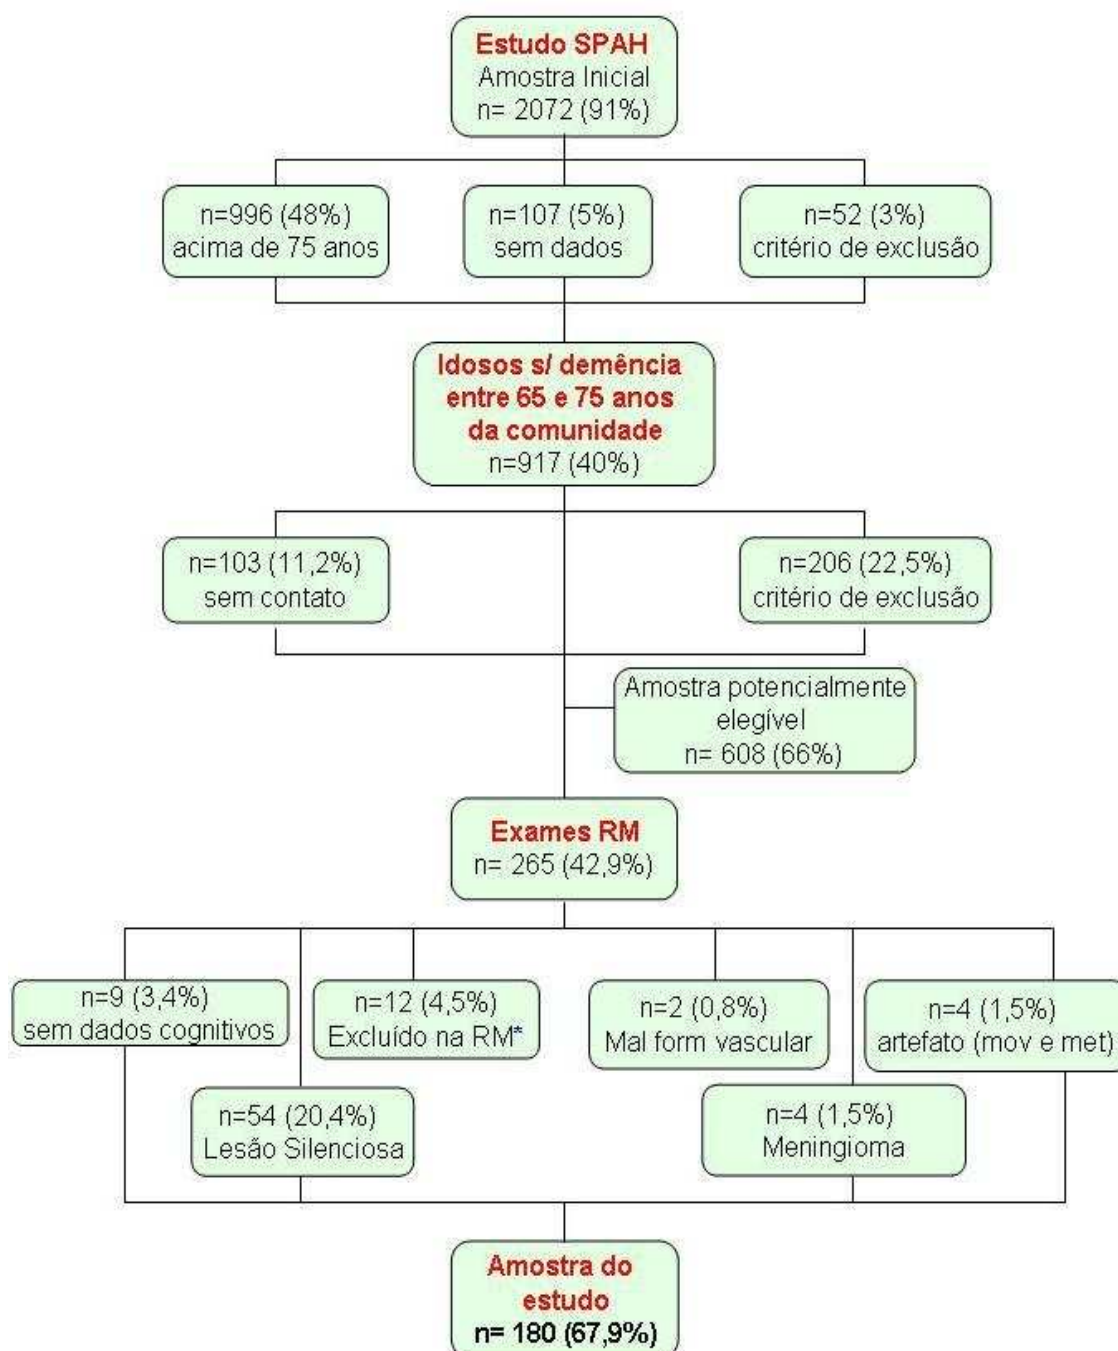 Estudo SPAH
Amostra Inicial
n= 2072 (91%)
n=996 (48%)
acima de 75 anos
n=107 (5%)
sem dados
n=52 (3%)
critério de exclusão
Idosos s/ demência
entre 65 e 75 anos
da comunidade
n=917 (40%)
n=103 (11,2%)
sem contato
n=206 (22,5%)
critério de exclusão
Amostra potencialmente
elegível
n= 608 (66%)
Exames RM
n= 265 (42,9%)
n=9 (3,4%)
sem dados cognitivos
n=12 (4,5%)
Excluído na RM*
n=2 (0,8%)
Mal form vascular
n=4 (1,5%)
artefato (mov e met)
n=54 (20,4%)
Lesão Silenciosa
n=4 (1,5%)
Meningioma
Amostra do
estudo
n= 180 (67,9%)